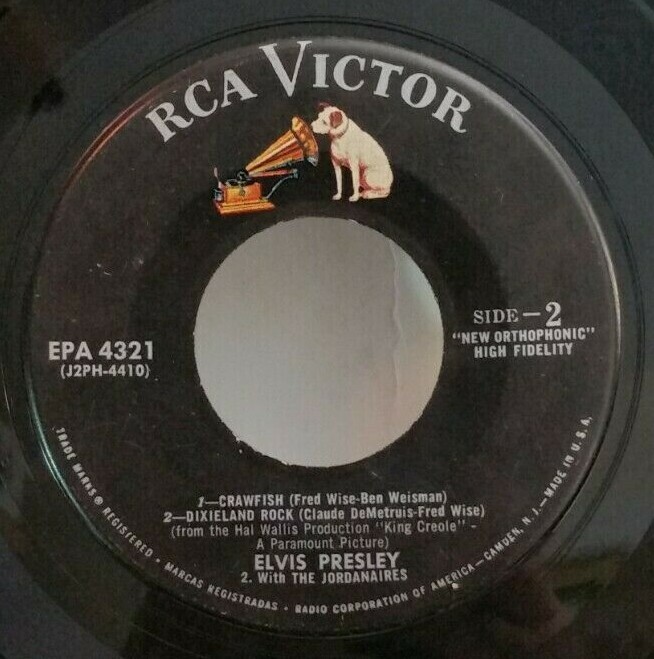 RCA VICTOR
SIDE – 2
"NEW ORTHOPHONIC"
HIGH FIDELITY
EPA 4321
(J2PH-4410)
1—CRAWFISH (Fred Wise-Ben Weisman)
2—DIXIELAND ROCK (Claude DeMetruis-Fred Wise)
(from the Hal Wallis Production "King Creole" -
A Paramount Picture)
ELVIS PRESLEY
2. With THE JORDANAIRES
TRADE MARKS ® REGISTERED • MARCAS REGISTRADAS • RADIO CORPORATION OF AMERICA—CAMDEN, N. J.—MADE IN U. S. A.